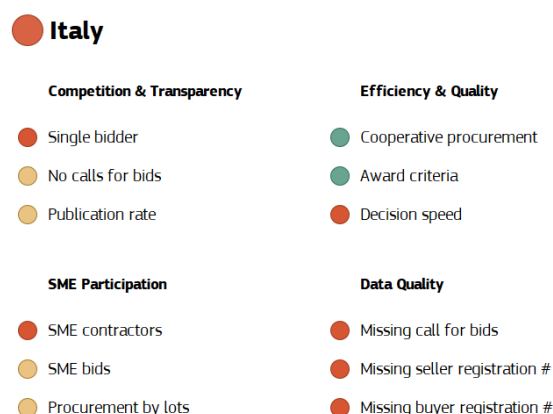 Italy
Competition & Transparency
Single bidder
No calls for bids
Publication rate
Efficiency & Quality
Cooperative procurement
Award criteria
Decision speed
SME Participation
SME contractors
SME bids
Procurement by lots
Data Quality
Missing call for bids
Missing seller registration #
Missing buyer registration #